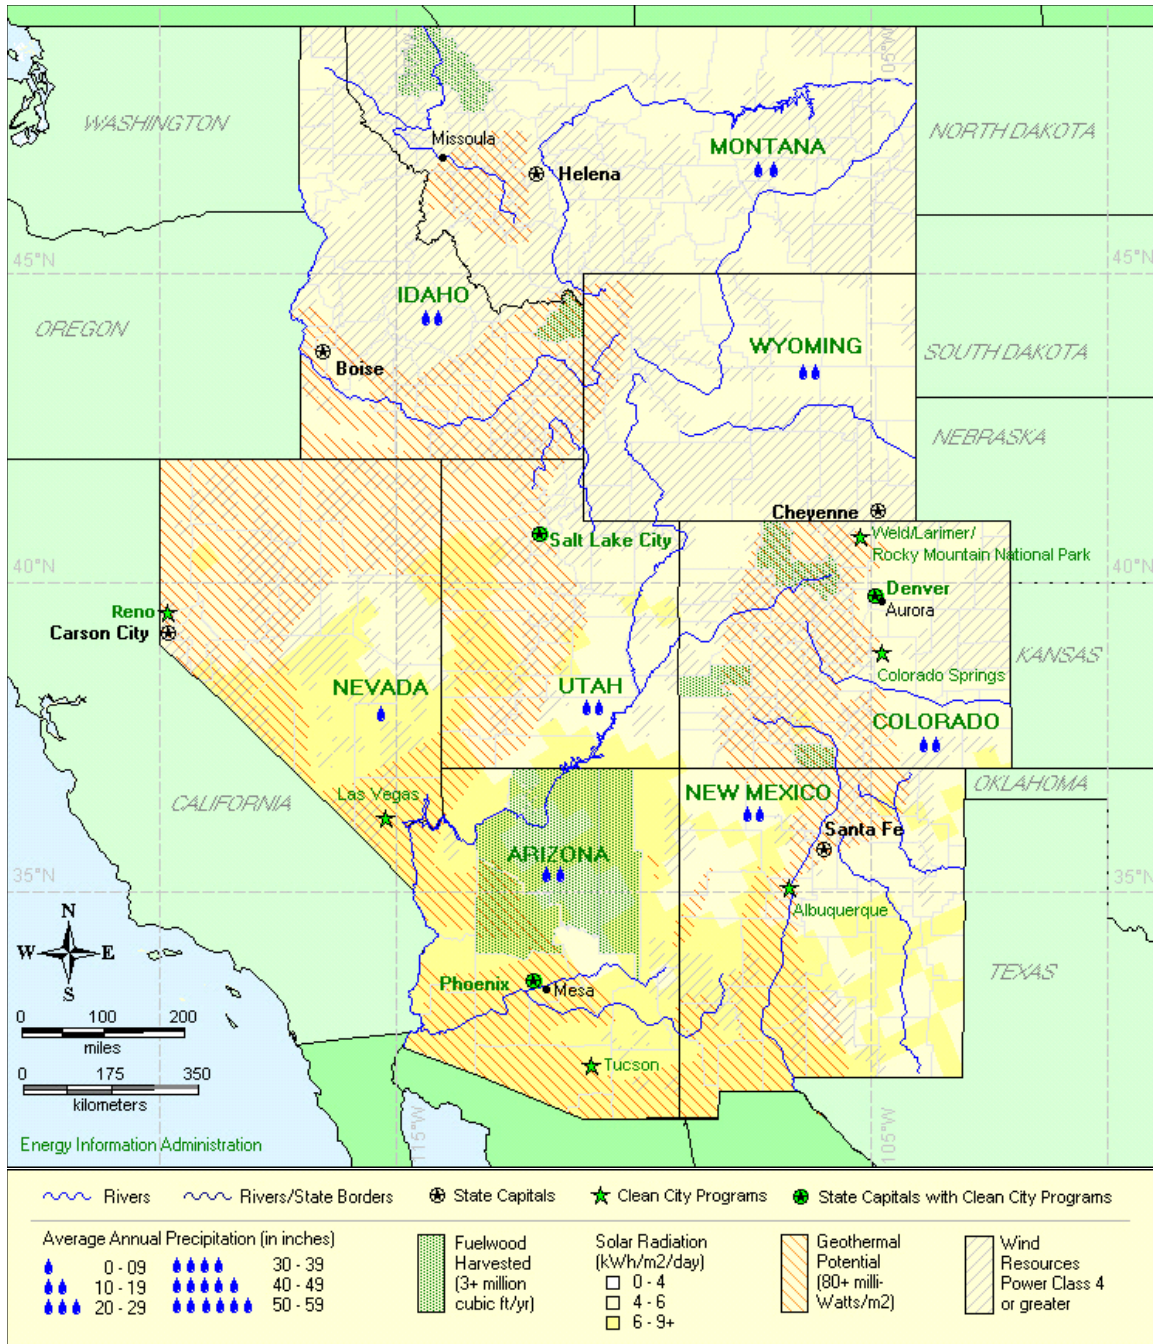 WASHINGTON
115°W
105°W
NORTH DAKOTA
Missoula
MONTANA
Helena
45°N
45°N
IDAHO
OREGON
WYOMING
SOUTH DAKOTA
Boise
NEBRASKA
Cheyenne
Salt Lake City
Weld/Larimer/
Rocky Mountain National Park
40°N
40°N
Denver
Aurora
Reno
Carson City
KANSAS
Colorado Springs
NEVADA
UTAH
COLORADO
CALIFORNIA
Las Vegas
NEW MEXICO
OKLAHOMA
Santa Fe
ARIZONA
35°N
35°N
Albuquerque
N
W
E
S
TEXAS
Phoenix
Mesa
0 100 200
miles
Tucson
0 175 350
kilometers
115°W
105°W
Energy Information Administration
Rivers
Rivers/State Borders
State Capitals
Clean City Programs
State Capitals with Clean City Programs
Average Annual Precipitation (in inches)
0 - 09
10 - 19
20 - 29
30 - 39
40 - 49
50 - 59
Fuelwood
Harvested
(3+ million
cubic ft/yr)
Solar Radiation
(kWh/m2/day)
0 - 4
4 - 6
6 - 9+
Geothermal
Potential
(80+ milli-
Watts/m2)
Wind
Resources
Power Class 4
or greater